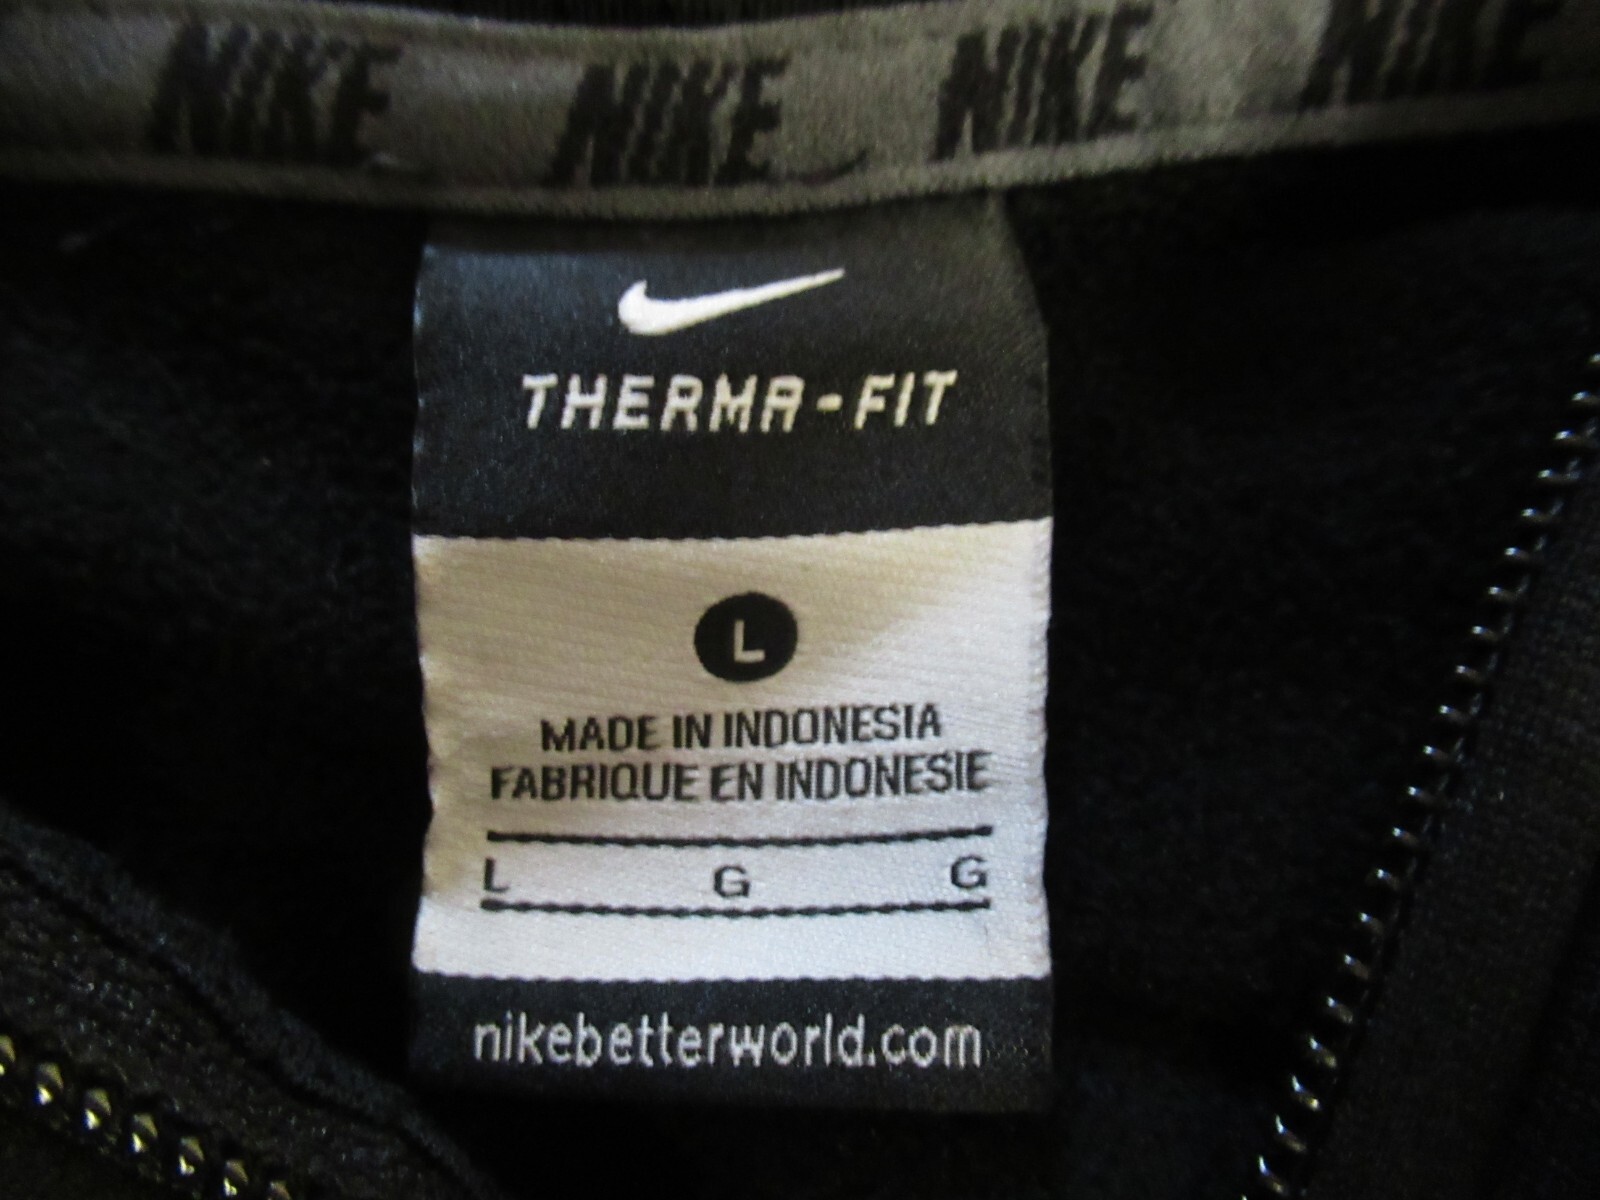 NIKE NIKE NIKE NIKE
THERMA-FIT
L
MADE IN INDONESIA
FABRIQUE EN INDONESIE
L G G
nikebetterworld.com